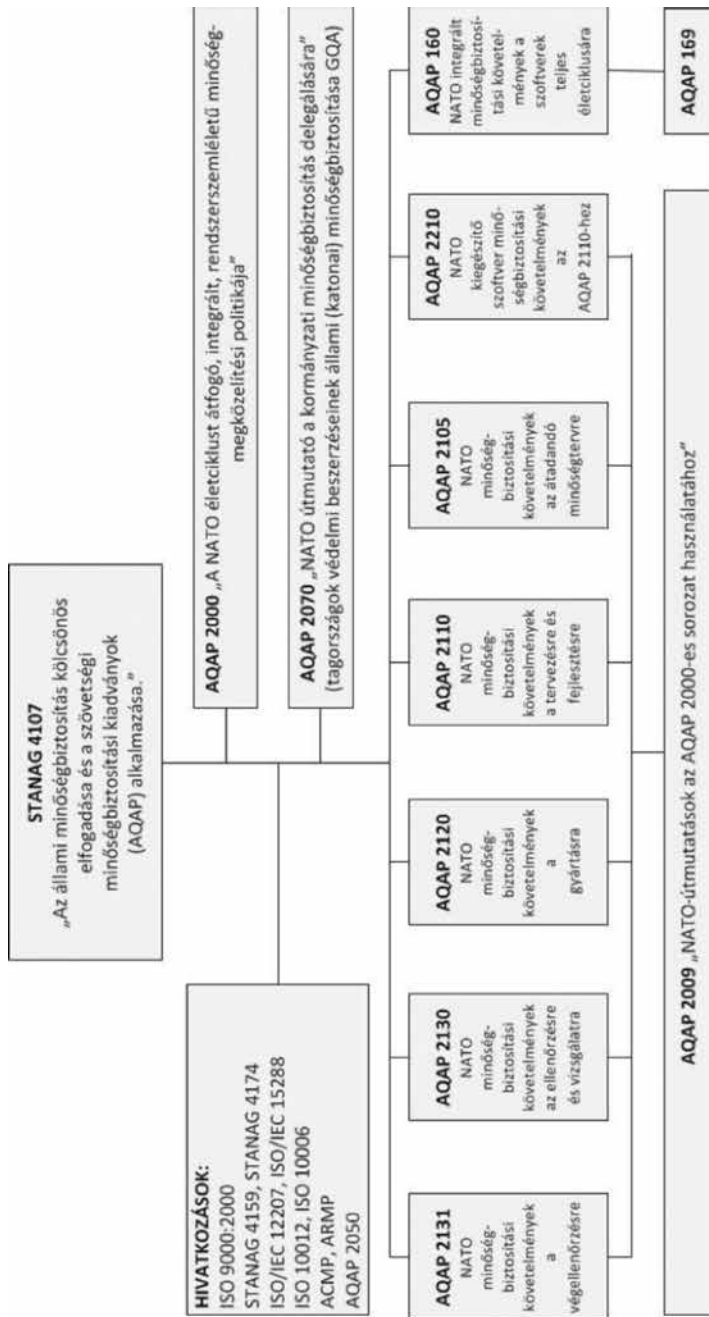 STANAG 4107
„Az állami minőségbiztosítás kölcsönös
elfogadása és a szövetségi
minőségbiztosítási kiadványok
(AQAP) alkalmazása.”
AQAP 2000 „A NATO életciklust átfogó, integrált, rendszerszemléletű minőség-
megközelítési politikája”
HIVATKOZÁSOK:
ISO 9000:2000
STANAG 4159, STANAG 4174
ISO/IEC 12207, ISO/IEC 15288
ISO 10012, ISO 10006
ACMP, ARMP
AQAP 2050
AQAP 2070 „NATO útmutató a kormányzati minőségbiztosítás delegálására”
(tagországok védelmi beszerzéseinek állami (katonai) minőségbiztosítása GQA)
AQAP 2131
NATO
minőség-
biztosítási
követelmények
a
végellenőrzésre
AQAP 2130
NATO
minőség-
biztosítási
követelmények
az ellenőrzésre
és vizsgálatra
AQAP 2120
NATO
minőség-
biztosítási
követelmények
a
gyártásra
AQAP 2110
NATO
minőség-
biztosítási
követelmények
a tervezésre és
fejlesztésre
AQAP 2105
NATO
minőség-
biztosítási
követelmények
az átadandó
minőségtervre
AQAP 2210
NATO
kiegészítő
szoftver minő-
ségbiztosítási
követelmények
az
AQAP 2110-hez
AQAP 160
NATO integrált
minőségbiztosí-
tási követel-
mények a
szoftverek
teljes
életciklusára
AQAP 2009 „NATO-útmutatások az AQAP 2000-es sorozat használatához”
AQAP 169